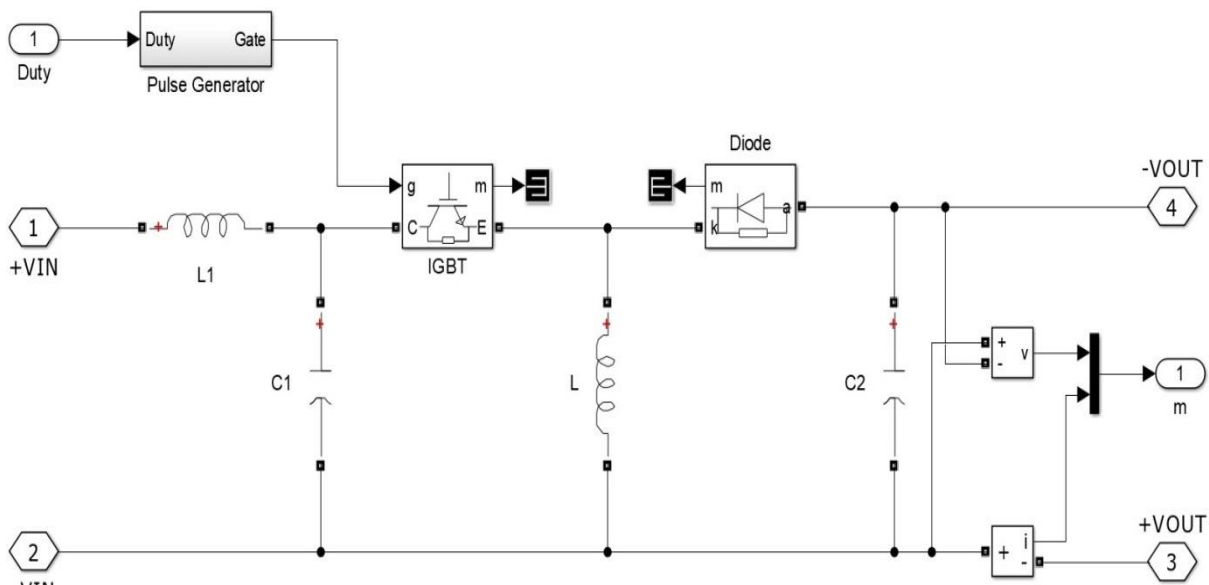 1
Duty
Duty Gate
Pulse Generator
Diode
g m
m
-VOUT
4
1
+VIN
C E
k a
L1
IGBT
C1
L
C2
+ v
-
1
m
+VOUT
2
+ i
-
3